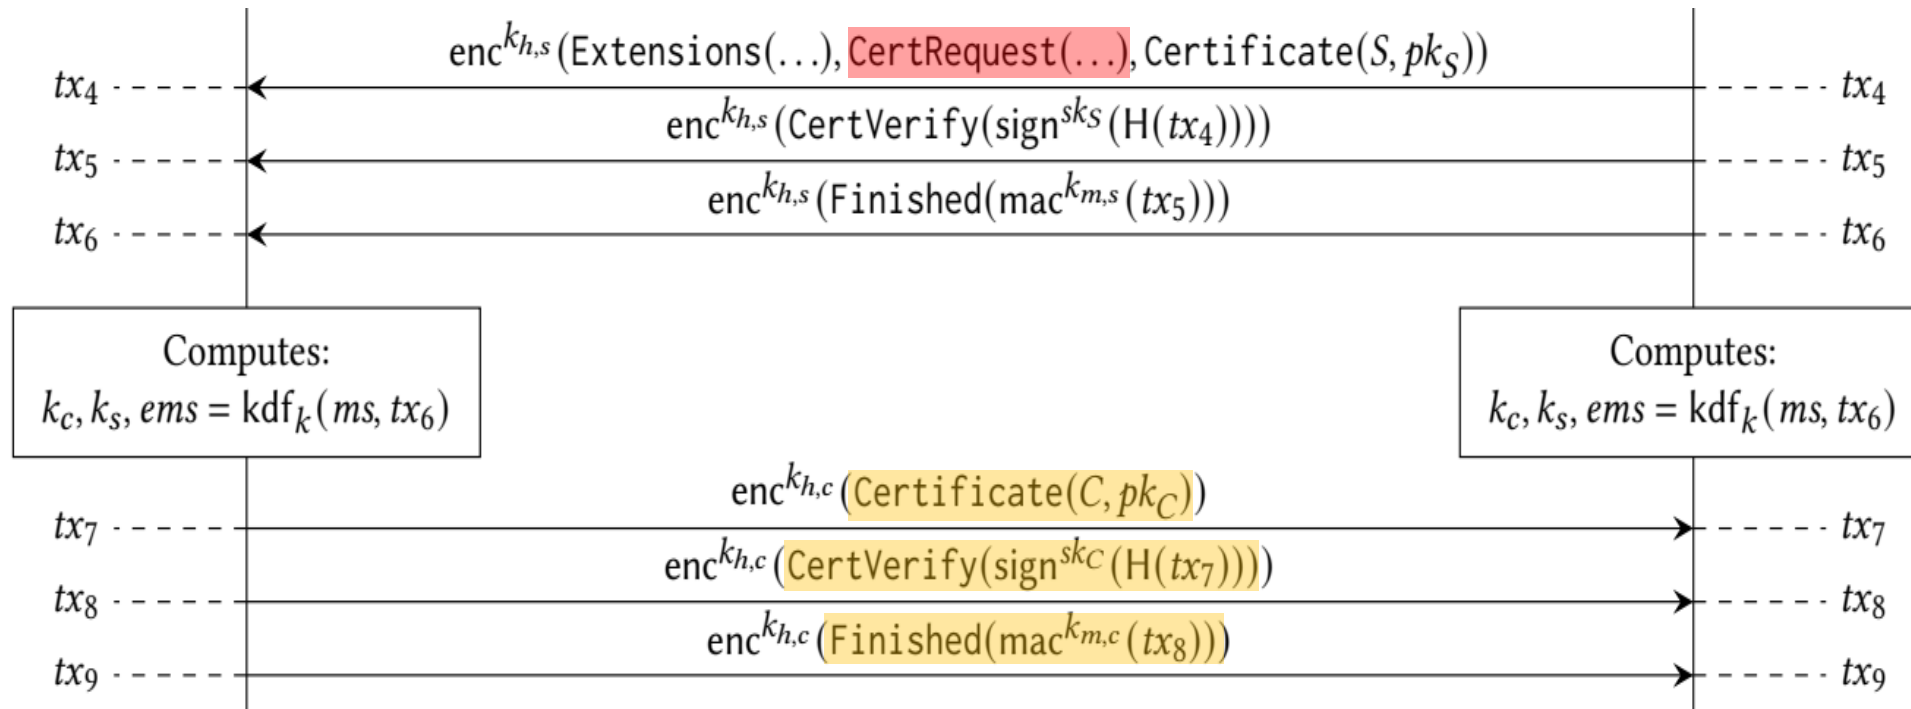 enc^{k_{h,s}}(Extensions(...), CertRequest(...), Certificate(S, pk_S))
tx_4 tx_4
enc^{k_{h,s}}(CertVerify(sign^{sk_S}(H(tx_4))))
tx_5 tx_5
enc^{k_{h,s}}(Finished(mac^{k_{m,s}}(tx_5)))
tx_6 tx_6
Computes: Computes:
k_c, k_s, ems = kdf_k(ms, tx_6) k_c, k_s, ems = kdf_k(ms, tx_6)
enc^{k_{h,c}}(Certificate(C, pk_C))
tx_7 tx_7
enc^{k_{h,c}}(CertVerify(sign^{sk_C}(H(tx_7))))
tx_8 tx_8
enc^{k_{h,c}}(Finished(mac^{k_{m,c}}(tx_8)))
tx_9 tx_9